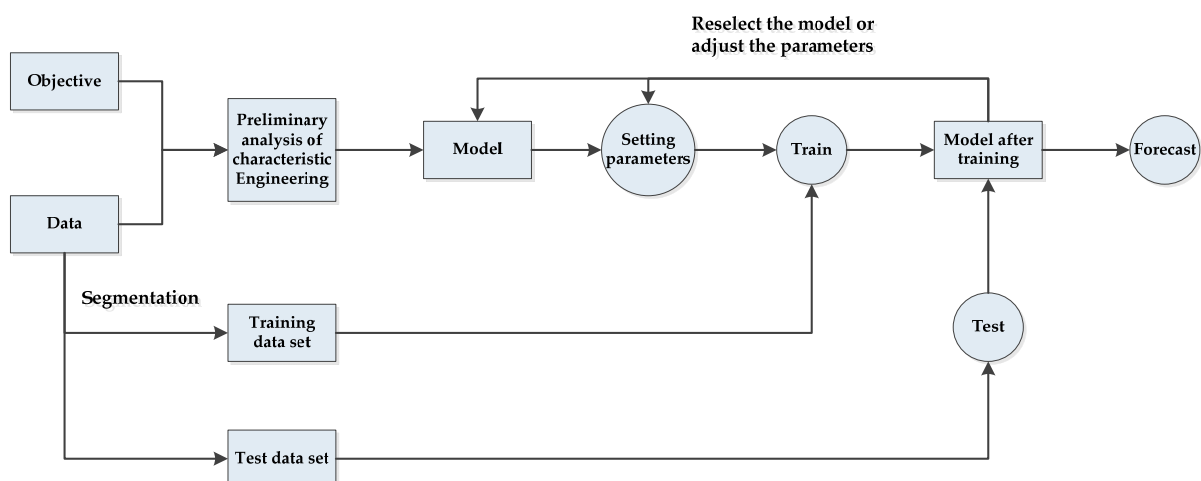 Reselect the model or
adjust the parameters
Objective
Preliminary
analysis of
characteristic
Engineering
Model
Setting
parameters
Train
Model after
training
Forecast
Data
Segmentation
Training
data set
Test
Test data set